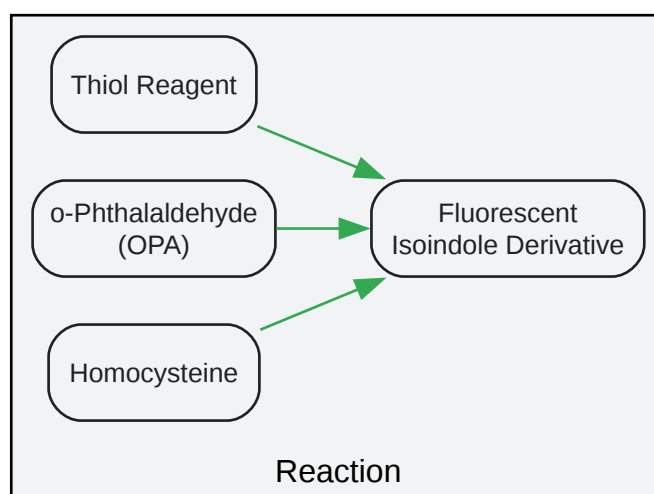 Thiol Reagent
o-Phthalaldehyde
(OPA)
Fluorescent
Isoindole Derivative
Homocysteine
Reaction